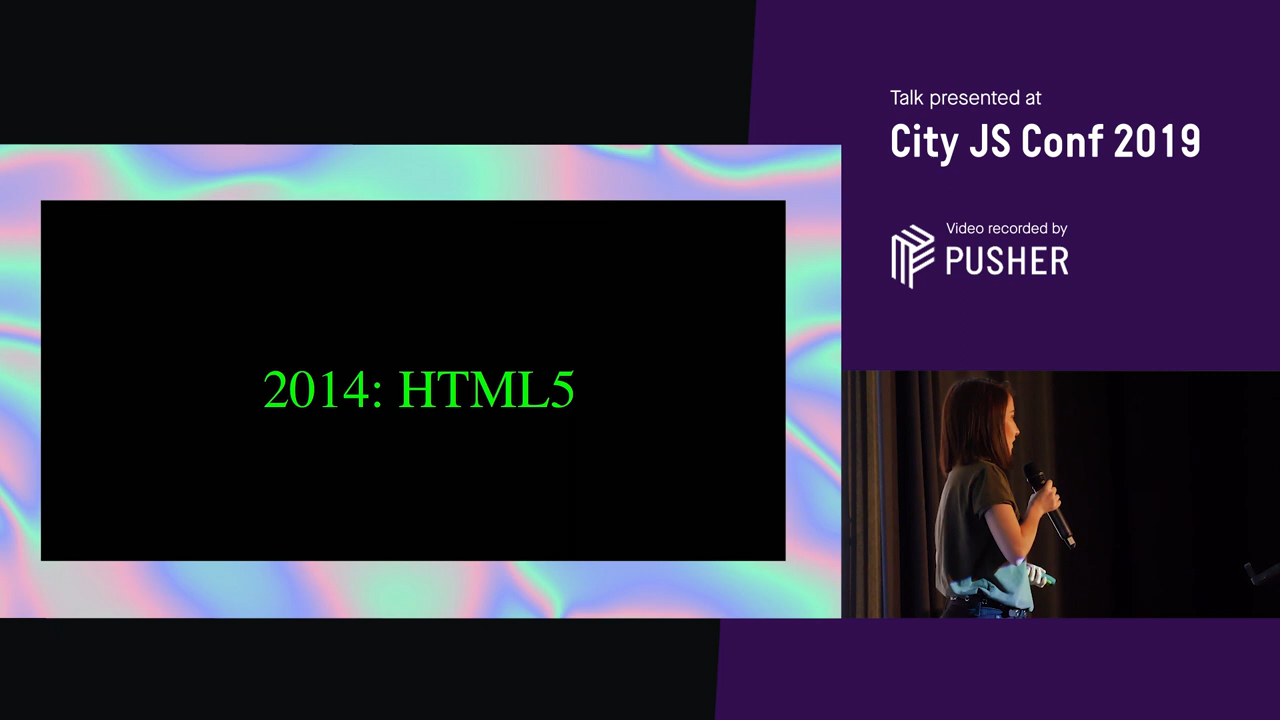 Talk presented at
City JS Conf 2019
Video recorded by
PUSHER
2014: HTML5